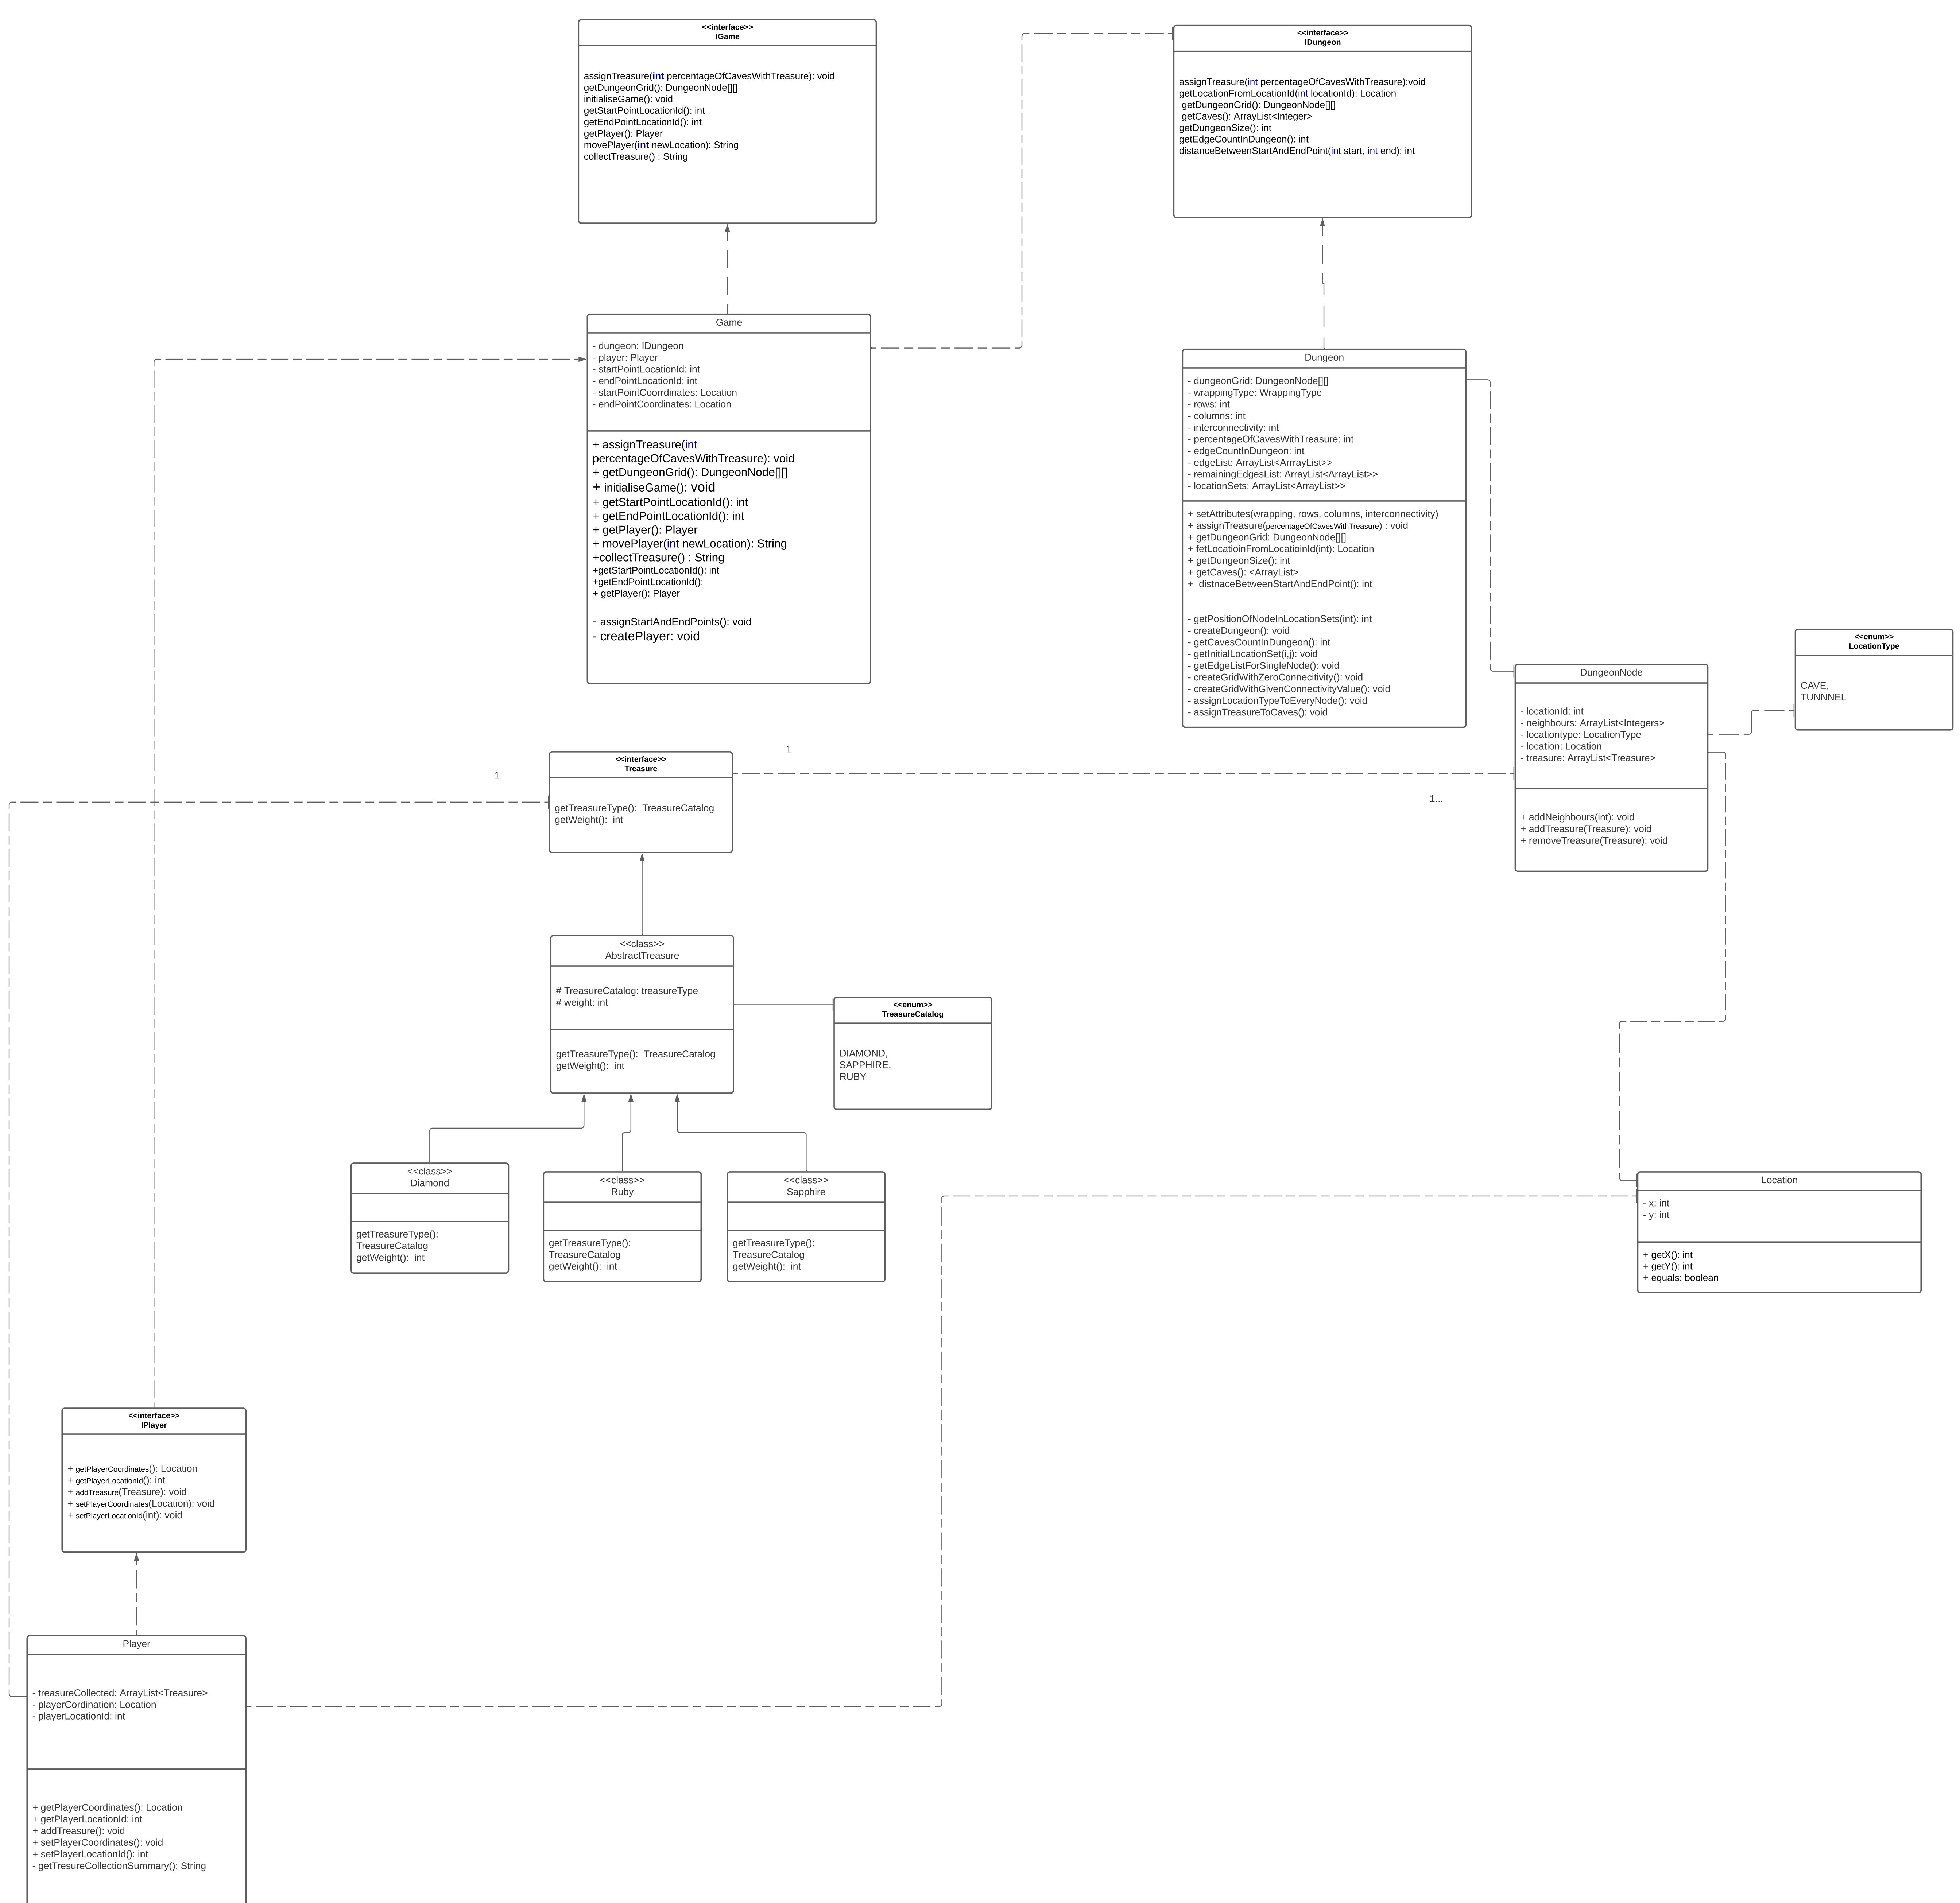 <<interface>>
IGame
assignTreasure(int percentageOfCavesWithTreasure): void
getDungeonGrid(): DungeonNode[][]
initialiseGame(): void
getStartPointLocationId(): int
getEndPointLocationId(): int
getPlayer(): Player
movePlayer(int newLocation): String
collectTreasure() : String
<<interface>>
IDungeon
assignTreasure(int percentageOfCavesWithTreasure):void
getLocationFromLocationId(int locationId): Location
getDungeonGrid(): DungeonNode[][]
getCaves(): ArrayList<Integer>
getDungeonSize(): int
getEdgeCountInDungeon(): int
distanceBetweenStartAndEndPoint(int start, int end): int
Game
- dungeon: IDungeon
- player: Player
- startPointLocationId: int
- endPointLocationId: int
- startPointCoorrdinates: Location
- endPointCoordinates: Location
+ assignTreasure(int
percentageOfCavesWithTreasure): void
+ getDungeonGrid(): DungeonNode[][]
+ initialiseGame(): void
+ getStartPointLocationId(): int
+ getEndPointLocationId(): int
+ getPlayer(): Player
+ movePlayer(int newLocation): String
+collectTreasure() : String
+getStartPointLocationId(): int
+getEndPointLocationId():
+ getPlayer(): Player
- assignStartAndEndPoints(): void
- createPlayer: void
Dungeon
- dungeonGrid: DungeonNode[][]
- wrappingType: WrappingType
- rows: int
- columns: int
- interconnectivity: int
- percentageOfCavesWithTreasure: int
- edgeCountInDungeon: int
- edgeList: ArrayList<ArrrayList>>
- remainingEdgesList: ArrayList<ArrayList>>
- locationSets: ArrayList<ArrayList>>
+ setAttributes(wrapping, rows, columns, interconnectivity)
+ assignTreasure(percentageOfCavesWithTreasure) : void
+ getDungeonGrid: DungeonNode[][]
+ fetLocatioinFromLocatioinId(int): Location
+ getDungeonSize(): int
+ getCaves(): <ArrayList>
+ distnaceBetweenStartAndEndPoint(): int
- getPositionOfNodeInLocationSets(int): int
- createDungeon(): void
- getCavesCountInDungeon(): int
- getInitialLocationSet(i,j): void
- getEdgeListForSingleNode(): void
- createGridWithZeroConnecitivity(): void
- createGridWithGivenConnectivityValue(): void
- assignLocationTypeToEveryNode(): void
- assignTreasureToCaves(): void
<<enum>>
LocationType
CAVE,
TUNNNEL
DungeonNode
- locationId: int
- neighbours: ArrayList<Integers>
- locationtype: LocationType
- location: Location
- treasure: ArrayList<Treasure>
+ addNeighbours(int): void
+ addTreasure(Treasure): void
+ removeTreasure(Treasure): void
1
1
1...
<<interface>>
Treasure
getTreasureType(): TreasureCatalog
getWeight(): int
<<class>>
AbstractTreasure
# TreasureCatalog: treasureType
# weight: int
getTreasureType(): TreasureCatalog
getWeight(): int
<<enum>>
TreasureCatalog
DIAMOND,
SAPPHIRE,
RUBY
<<class>>
Diamond
getTreasureType():
TreasureCatalog
getWeight(): int
<<class>>
Ruby
getTreasureType():
TreasureCatalog
getWeight(): int
<<class>>
Sapphire
getTreasureType():
TreasureCatalog
getWeight(): int
Location
- x: int
- y: int
+ getX(): int
+ getY(): int
+ equals: boolean
<<interface>>
IPlayer
+ getPlayerCoordinates(): Location
+ getPlayerLocationId(): int
+ addTreasure(Treasure): void
+ setPlayerCoordinates(Location): void
+ setPlayerLocationId(int): void
Player
- treasureCollected: ArrayList<Treasure>
- playerCordination: Location
- playerLocationId: int
+ getPlayerCoordinates(): Location
+ getPlayerLocationId: int
+ addTreasure(): void
+ setPlayerCoordinates(): void
+ setPlayerLocationId(): int
- getTresureCollectionSummary(): String